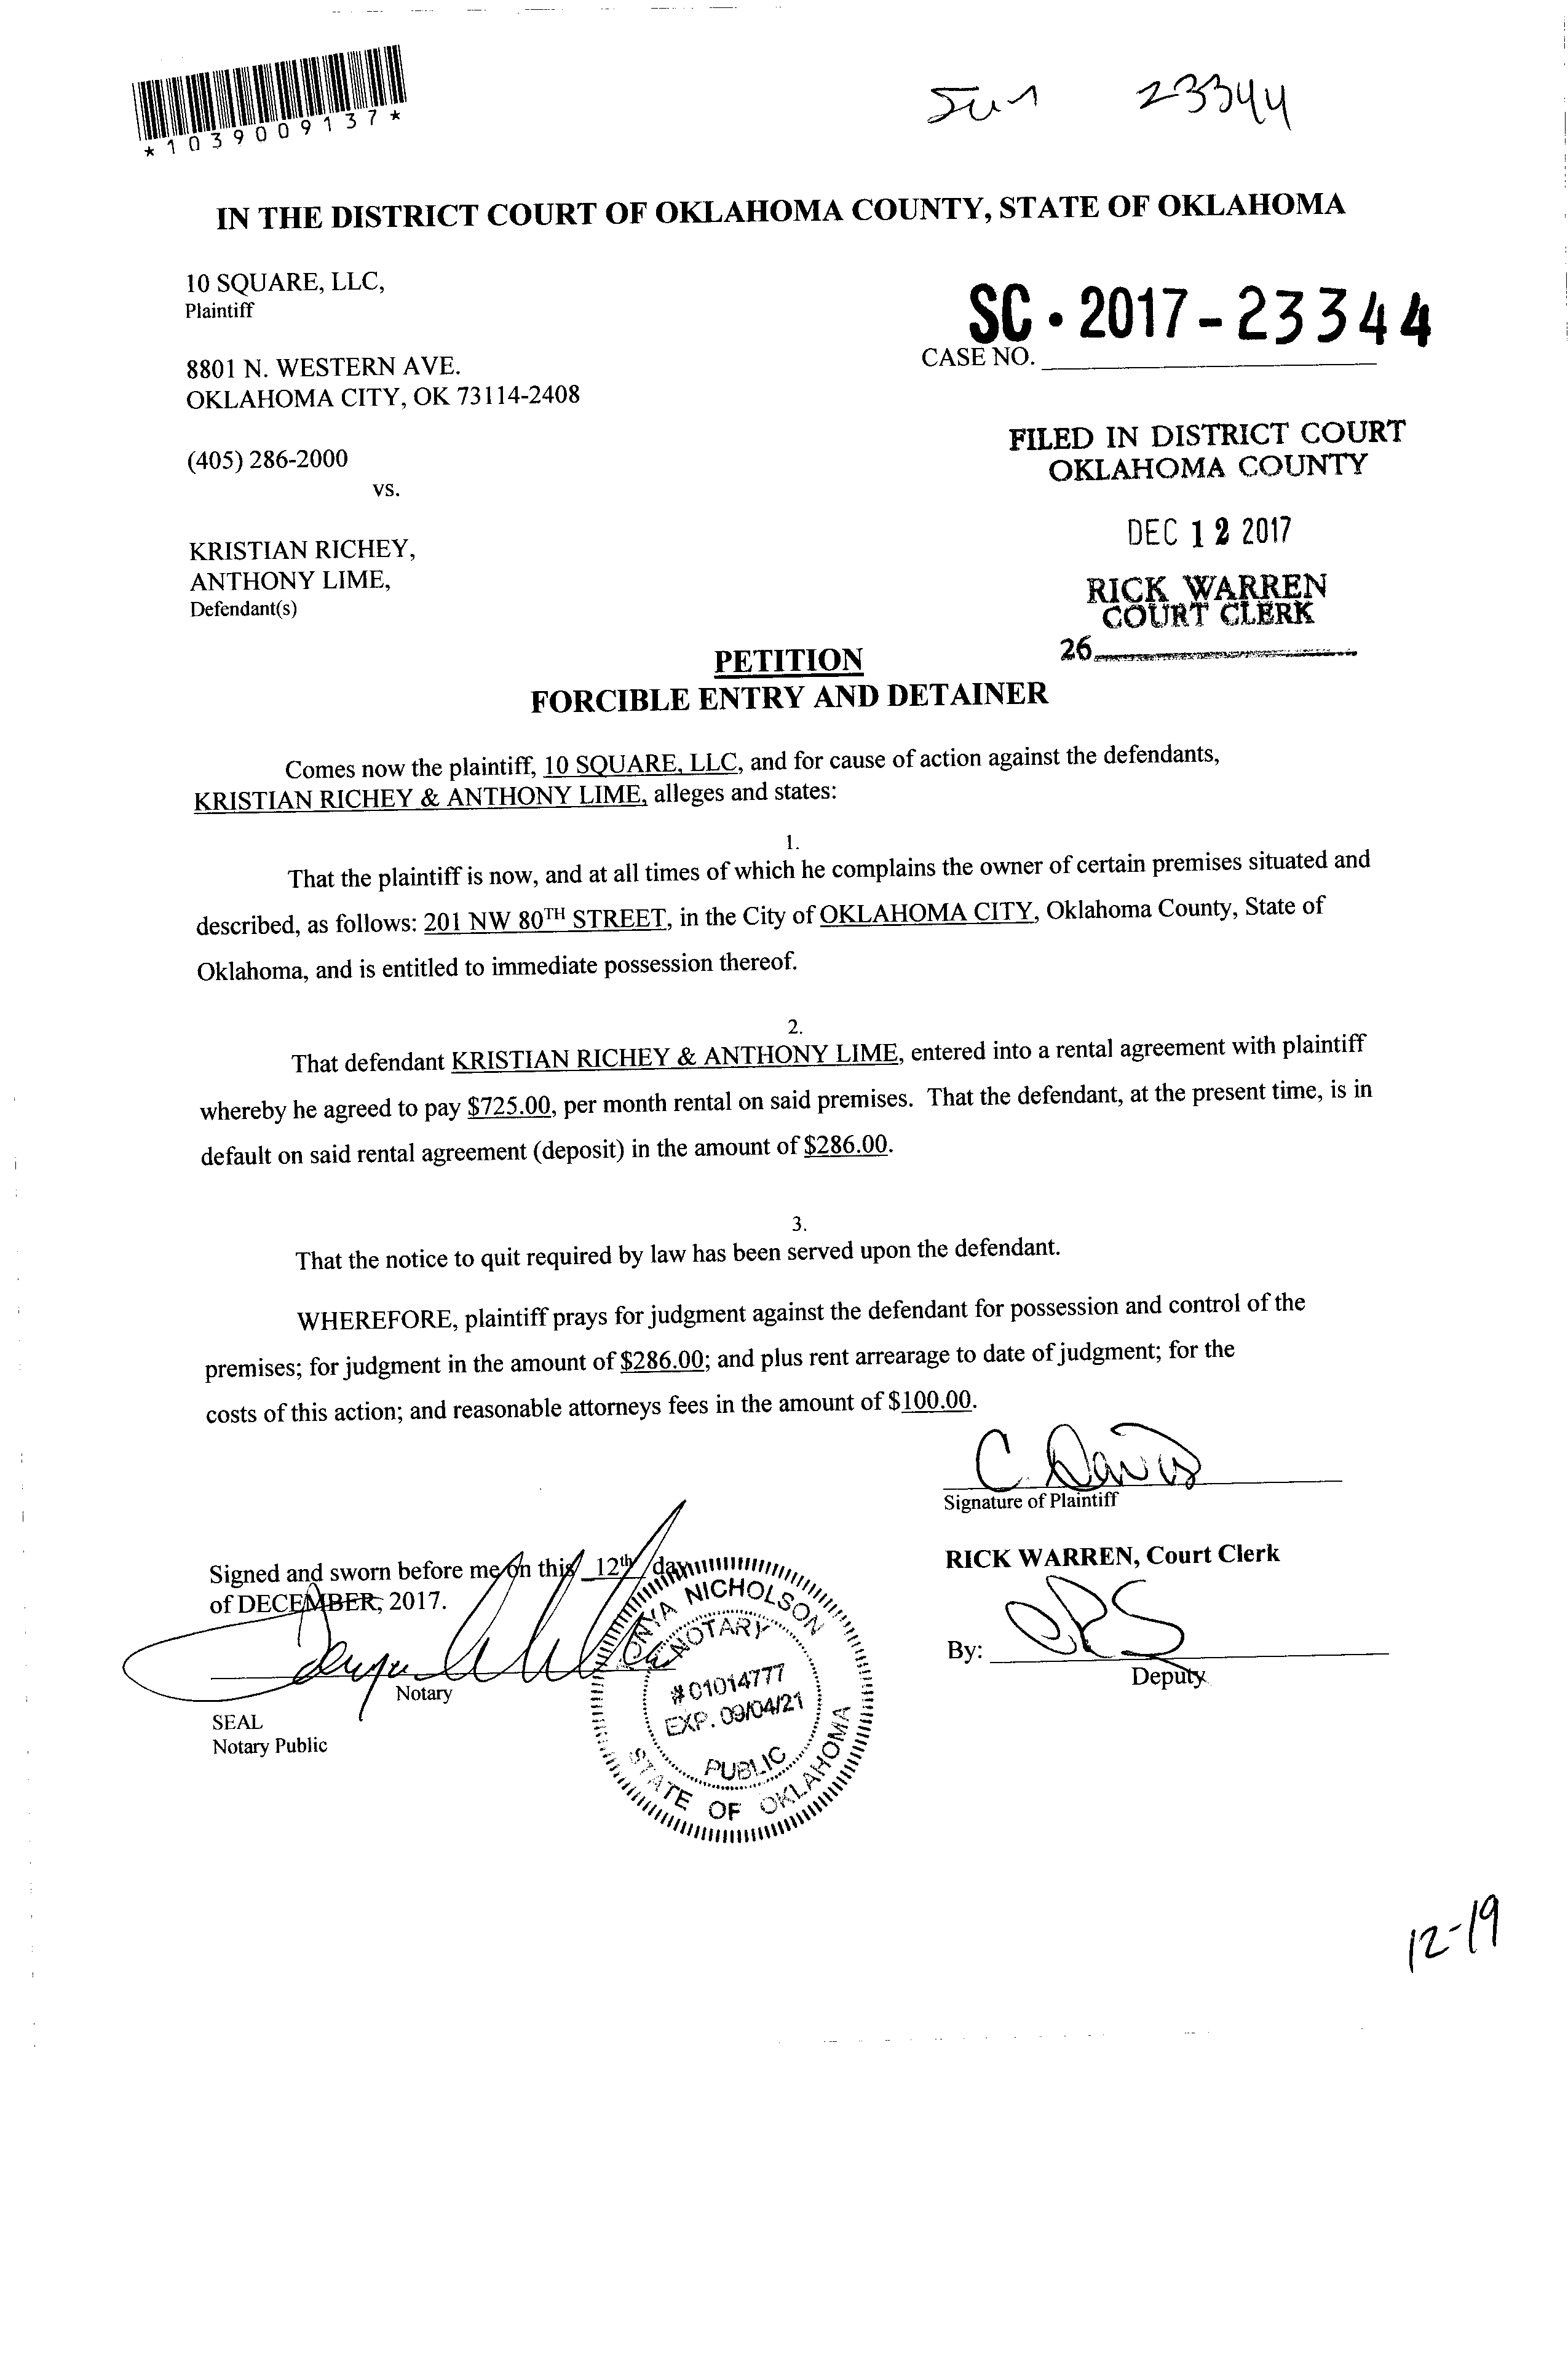 *1039009137*
23344
IN THE DISTRICT COURT OF OKLAHOMA COUNTY, STATE OF OKLAHOMA
10 SQUARE, LLC,
Plaintiff
SC·2017-23344
CASE NO.
8801 N. WESTERN AVE.
OKLAHOMA CITY, OK 73114-2408
FILED IN DISTRICT COURT
OKLAHOMA COUNTY
(405) 286-2000
vs.
DEC 12 2017
KRISTIAN RICHEY,
ANTHONY LIME,
Defendant(s)
RICK WARREN
COURT CLERK
26
PETITION
FORCIBLE ENTRY AND DETAINER
Comes now the plaintiff, 10 SQUARE, LLC, and for cause of action against the defendants,
KRISTIAN RICHEY & ANTHONY LIME, alleges and states:
1.
That the plaintiff is now, and at all times of which he complains the owner of certain premises situated and
described, as follows: 201 NW 80TH STREET, in the City of OKLAHOMA CITY, Oklahoma County, State of
Oklahoma, and is entitled to immediate possession thereof.
2.
That defendant KRISTIAN RICHEY & ANTHONY LIME, entered into a rental agreement with plaintiff
whereby he agreed to pay $725.00, per month rental on said premises. That the defendant, at the present time, is in
default on said rental agreement (deposit) in the amount of $286.00.
3.
That the notice to quit required by law has been served upon the defendant.
WHEREFORE, plaintiff prays for judgment against the defendant for possession and control of the
premises; for judgment in the amount of $286.00; and plus rent arrearage to date of judgment; for the
costs of this action; and reasonable attorneys fees in the amount of $100.00.
C. Davis
Signature of Plaintiff
Signed and sworn before me on this 12th day
of DECEMBER, 2017.
RICK WARREN, Court Clerk
By:
Deputy
Notary
SEAL
Notary Public
NICHOLSON
NOTARY
#01014777
EXP. 09/04/21
PUBLIC
STATE OF OKLAHOMA
12-19